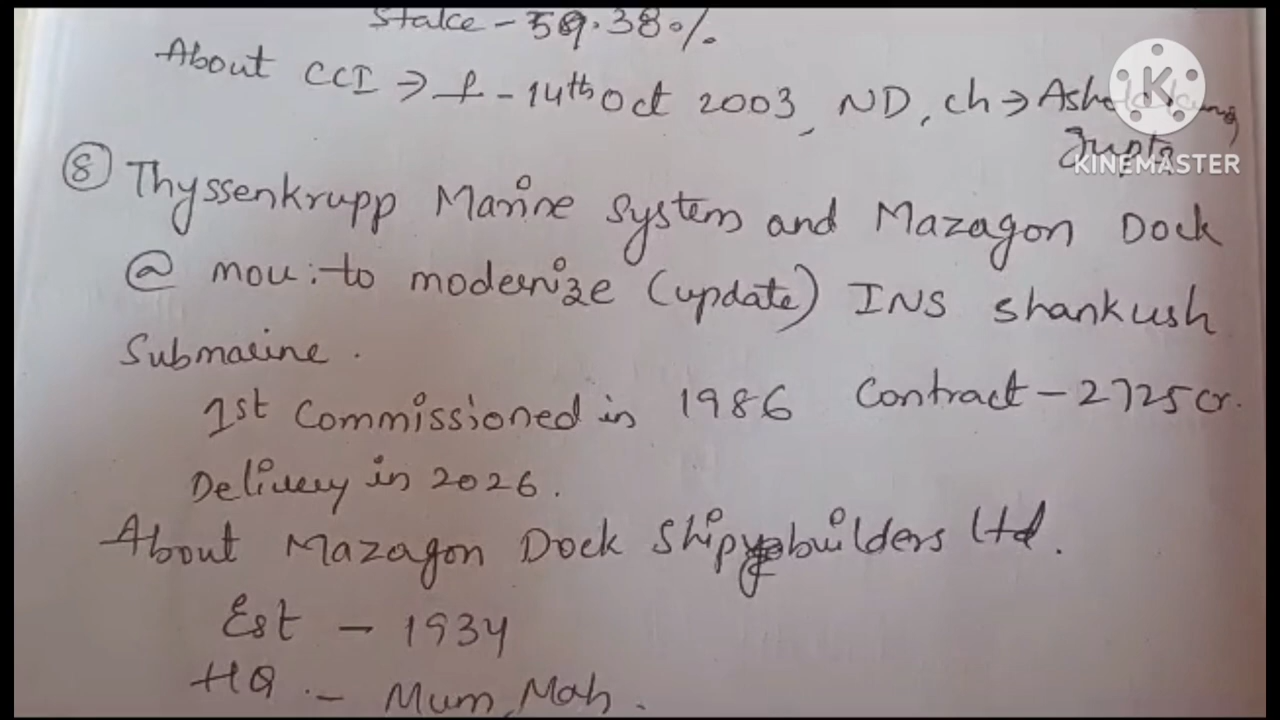 Stake - 59.38%.
About CCI → f - 14th Oct 2003, ND, ch → Ashok Kumar
Gupta
KINEMASTER
⑧ Thyssenkrupp Marine System and Mazagon Dock
@ mou : to modernize (update) INS Shankush
Submarine.
1st Commissioned in 1986 Contract - 2725 cr.
Delivery in 2026.
About Mazagon Dock Shipbuilders Ltd.
Est - 1934
HQ - Mum, Mah.